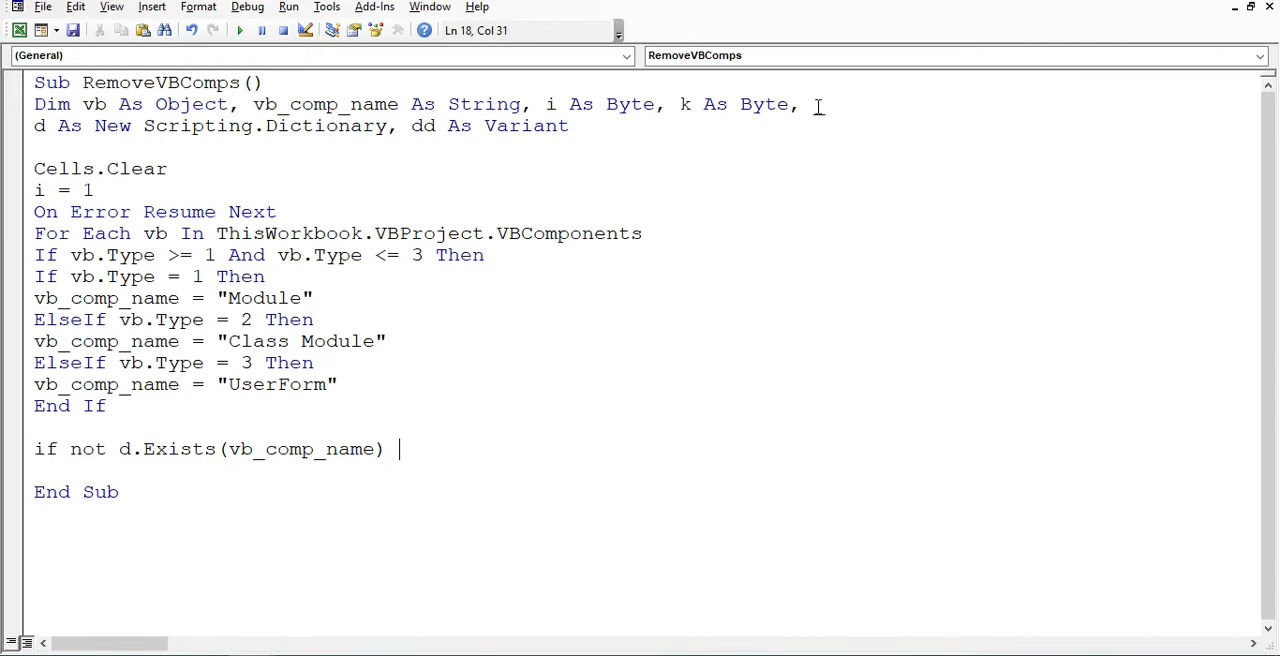 File Edit View Insert Format Debug Run Tools Add-Ins Window Help
Ln 18, Col 31
(General) RemoveVBComps
Sub RemoveVBComps()
Dim vb As Object, vb_comp_name As String, i As Byte, k As Byte,
d As New Scripting.Dictionary, dd As Variant
Cells.Clear
i = 1
On Error Resume Next
For Each vb In ThisWorkbook.VBProject.VBComponents
If vb.Type >= 1 And vb.Type <= 3 Then
If vb.Type = 1 Then
vb_comp_name = "Module"
ElseIf vb.Type = 2 Then
vb_comp_name = "Class Module"
ElseIf vb.Type = 3 Then
vb_comp_name = "UserForm"
End If
if not d.Exists(vb_comp_name)
End Sub